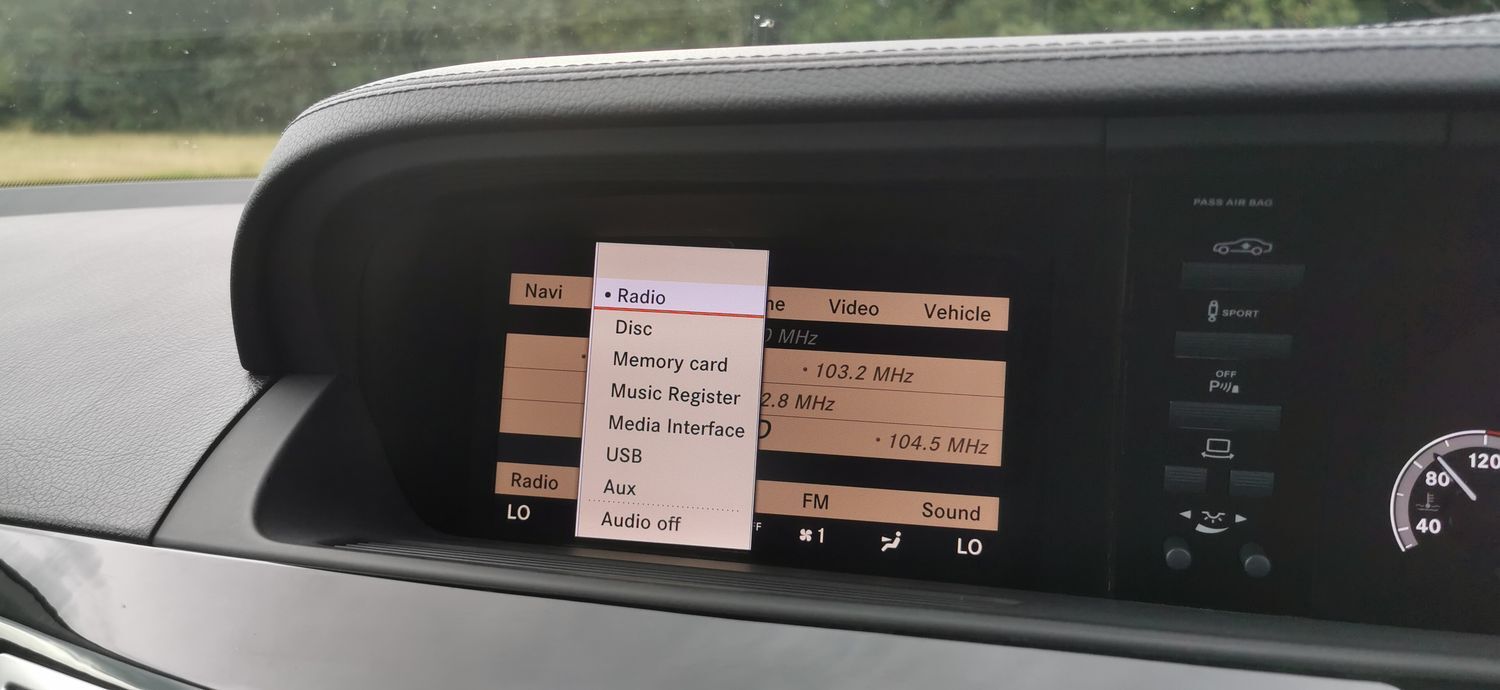 PASS AIR BAG
SPORT
OFF
P
120
80
40
Navi
Video
Vehicle
MHz
• 103.2 MHz
2.8 MHz
• 104.5 MHz
• Radio
Disc
Memory card
Music Register
Media Interface
USB
Aux
Audio off
Radio
FM
Sound
LO
1
LO